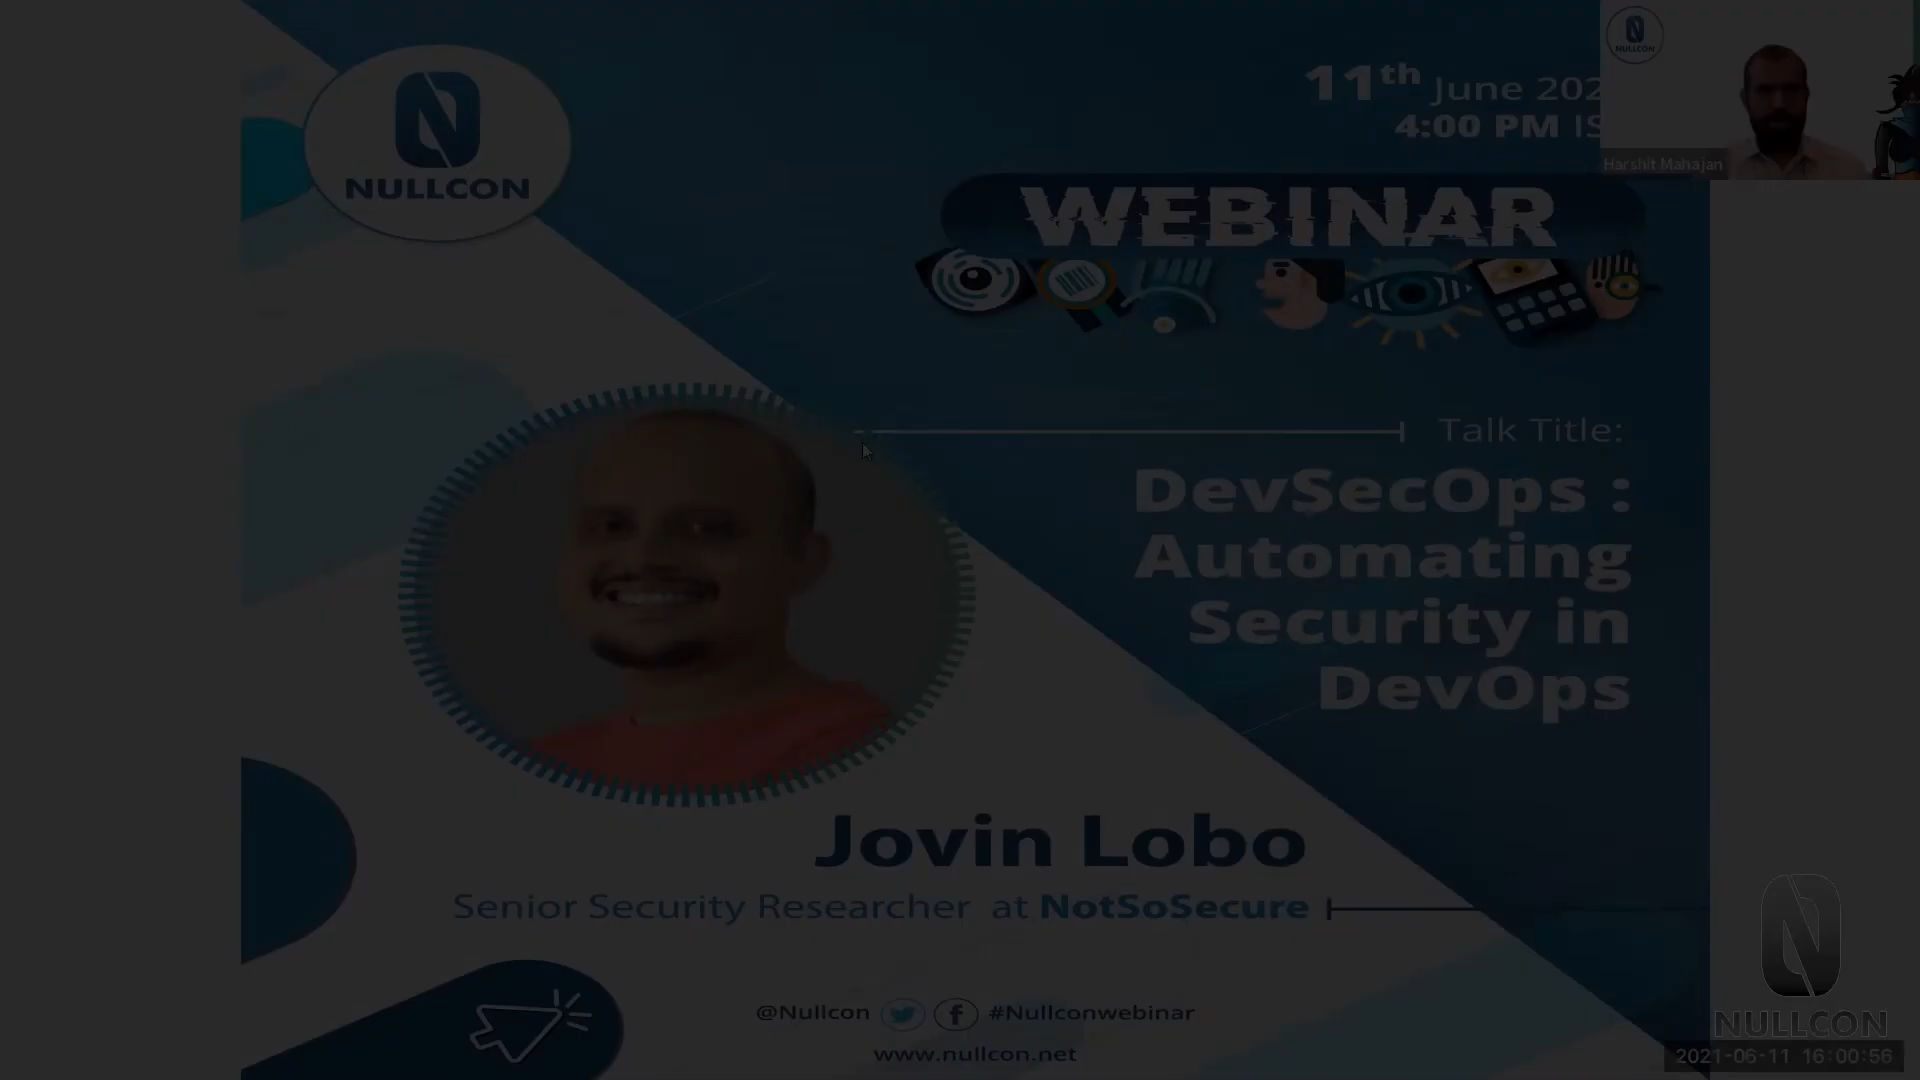 NULLCON
11th June 202
4:00 PM IS
WEBINAR
NULLCON
Harshit Mahajan
Talk Title:
DevSecOps :
Automating
Security in
DevOps
Jovin Lobo
Senior Security Researcher at NotSoSecure
@Nullcon #Nullconwebinar
www.nullcon.net
NULLCON
2021-06-11 16:00:56